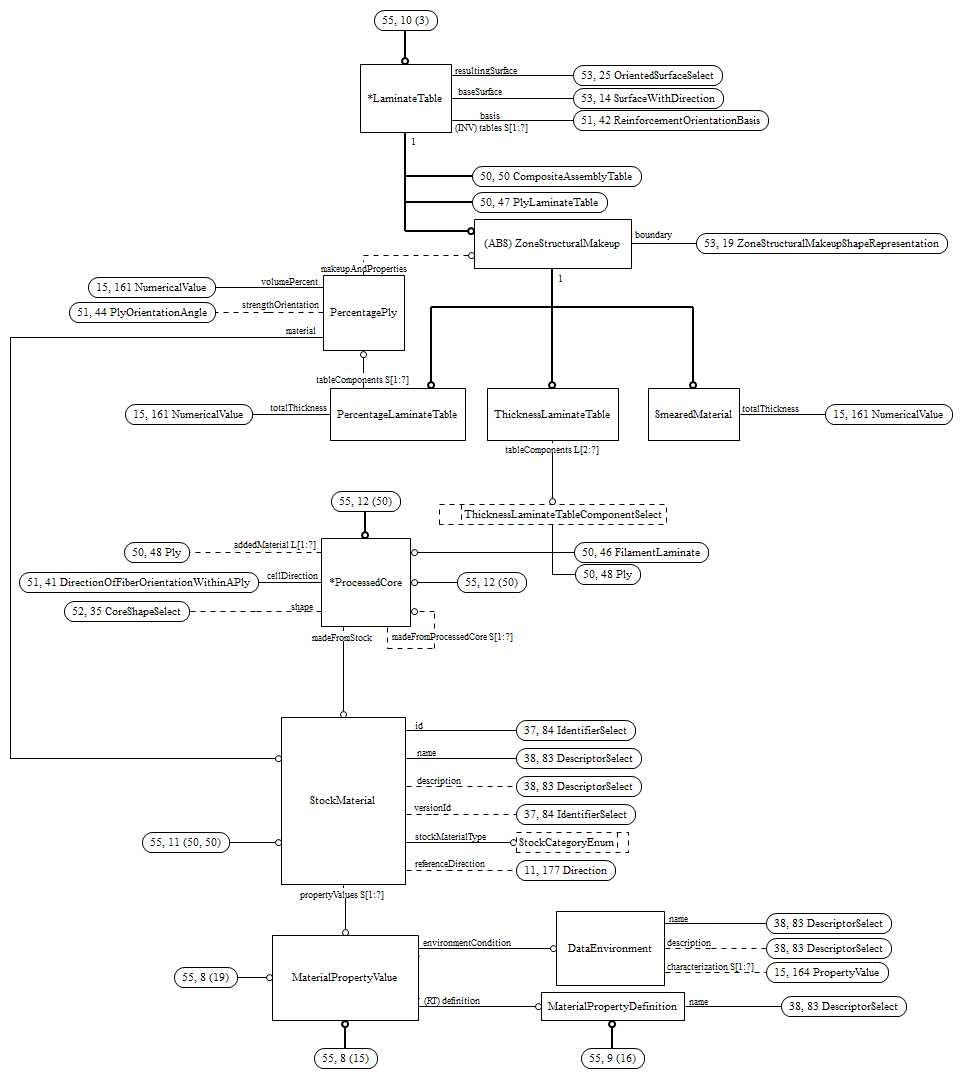 55, 10 (3)
resultingSurface
53, 25 OrientedSurfaceSelect
*LaminateTable
baseSurface
53, 14 SurfaceWithDirection
basis
51, 42 ReinforcementOrientationBasis
(INV) tables S[1:?]
1
50, 50 CompositeAssemblyTable
50, 47 PlyLaminateTable
(ABS) ZoneStructuralMakeup
boundary
53, 19 ZoneStructuralMakeupShapeRepresentation
makeupAndProperties
1
15, 161 NumericalValue
volumePercent
51, 44 PlyOrientationAngle
strengthOrientation
PercentagePly
material
tableComponents S[1:?]
15, 161 NumericalValue
totalThickness
PercentageLaminateTable
ThicknessLaminateTable
SmearedMaterial
totalThickness
15, 161 NumericalValue
tableComponents L[2:?]
55, 12 (50)
ThicknessLaminateTableComponentSelect
50, 48 Ply
addedMaterial L[1:?]
50, 46 FilamentLaminate
51, 41 DirectionOfFiberOrientationWithinAPly
cellDirection
*ProcessedCore
55, 12 (50)
50, 48 Ply
52, 35 CoreShapeSelect
shape
madeFromStock
madeFromProcessedCore S[1:?]
id
37, 84 IdentifierSelect
name
38, 83 DescriptorSelect
description
38, 83 DescriptorSelect
StockMaterial
versionId
37, 84 IdentifierSelect
55, 11 (50, 50)
stockMaterialType
StockCategoryEnum
referenceDirection
11, 177 Direction
propertyValues S[1:?]
environmentCondition
DataEnvironment
name
38, 83 DescriptorSelect
description
38, 83 DescriptorSelect
characterization S[1:?]
15, 164 PropertyValue
55, 8 (19)
MaterialPropertyValue
(RT) definition
MaterialPropertyDefinition
name
38, 83 DescriptorSelect
55, 8 (15)
55, 9 (16)